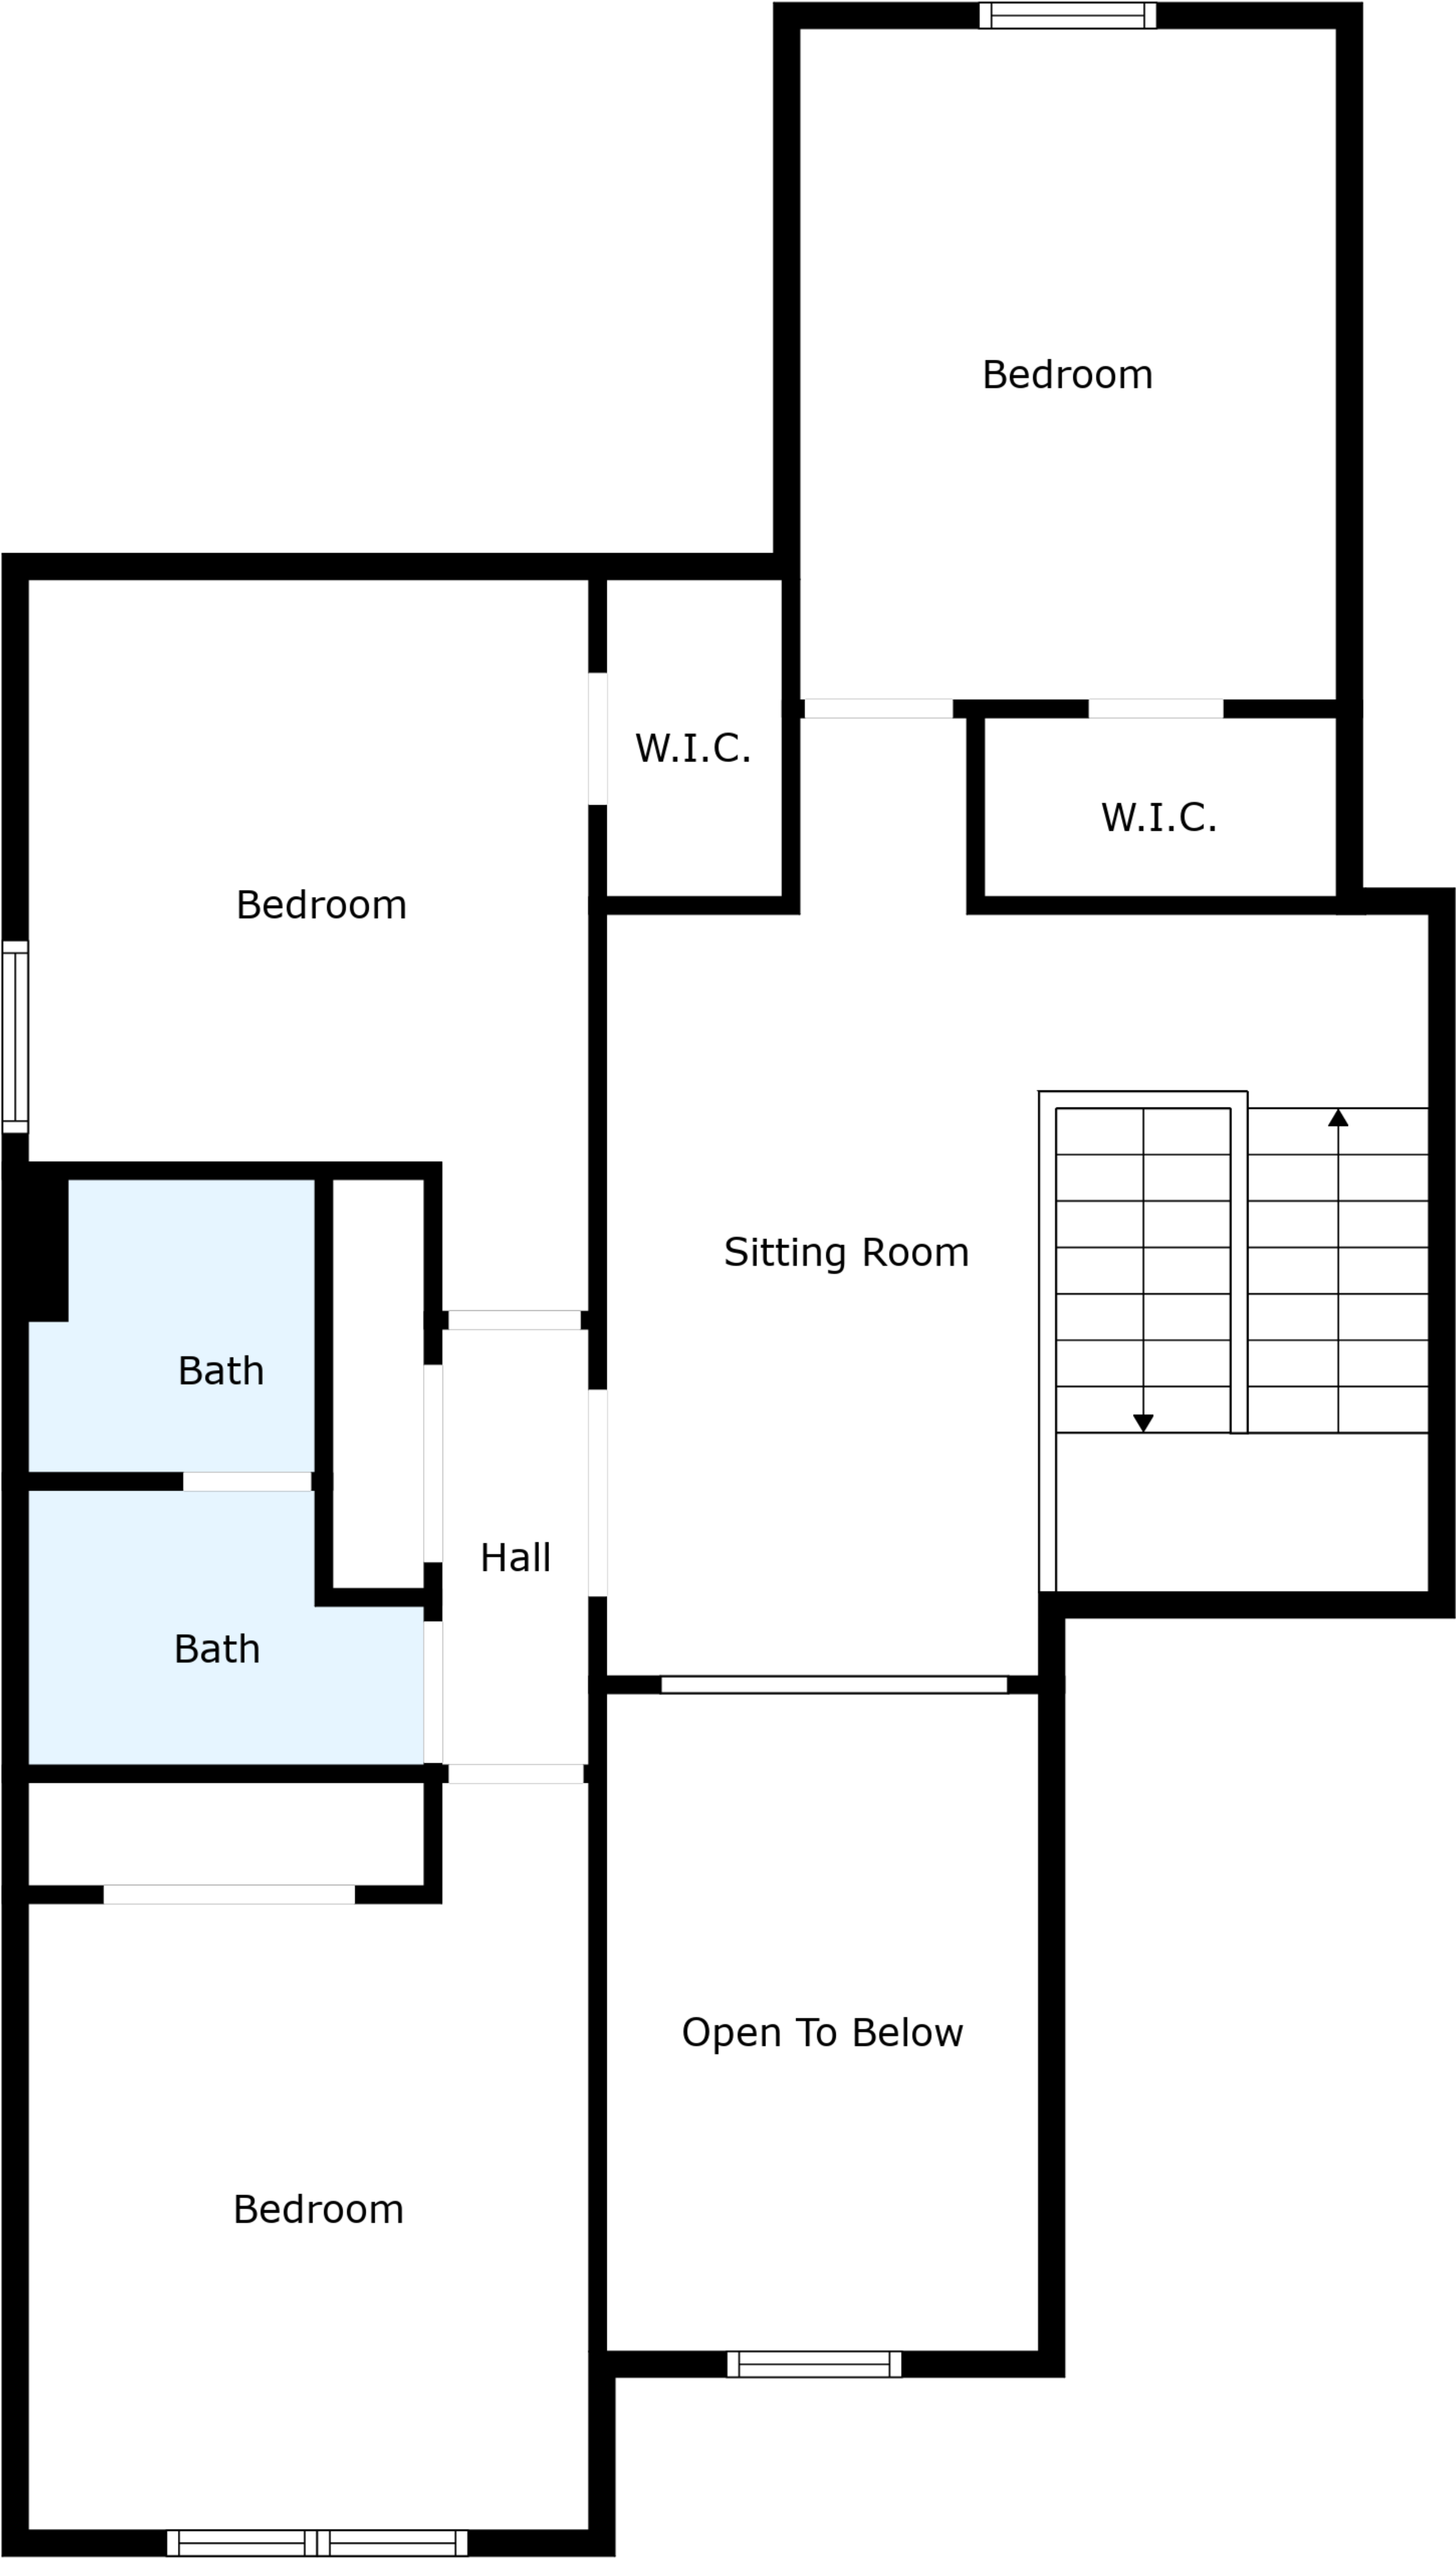 Bedroom
W.I.C.
W.I.C.
Bedroom
Sitting Room
Bath
Hall
Bath
Open To Below
Bedroom